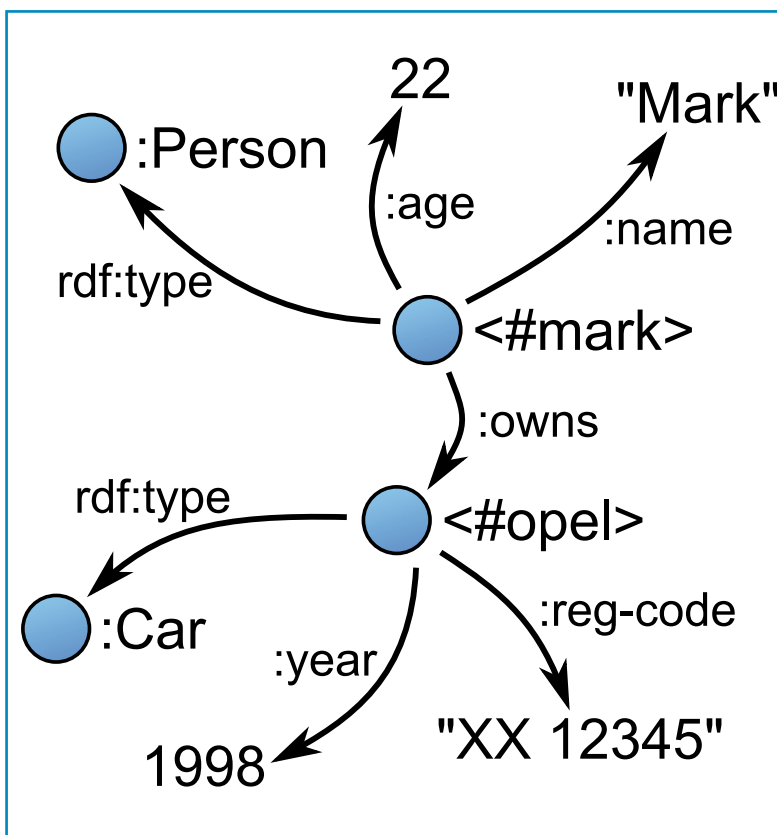 22
"Mark"
:Person
:age
:name
rdf:type
<#mark>
:owns
rdf:type
<#opel>
:reg-code
:Car
:year
"XX 12345"
1998